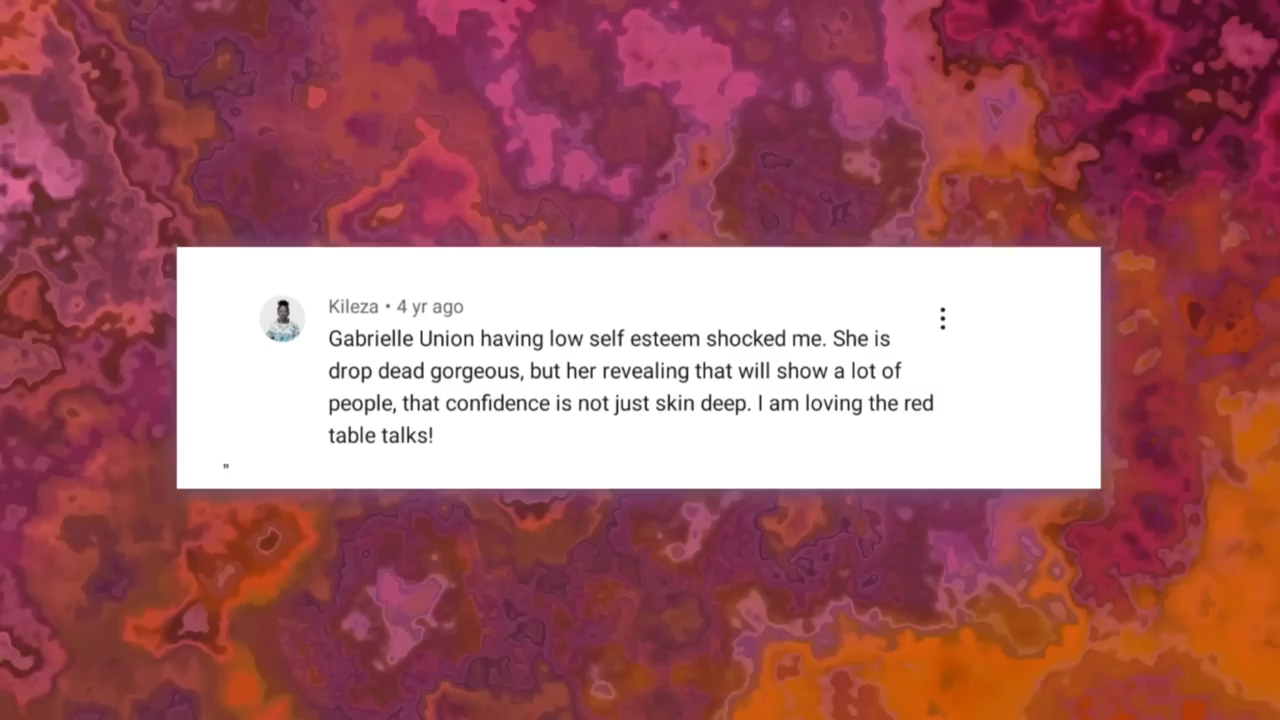 Kileza • 4 yr ago
Gabrielle Union having low self esteem shocked me. She is
drop dead gorgeous, but her revealing that will show a lot of
people, that confidence is not just skin deep. I am loving the red
table talks!
"